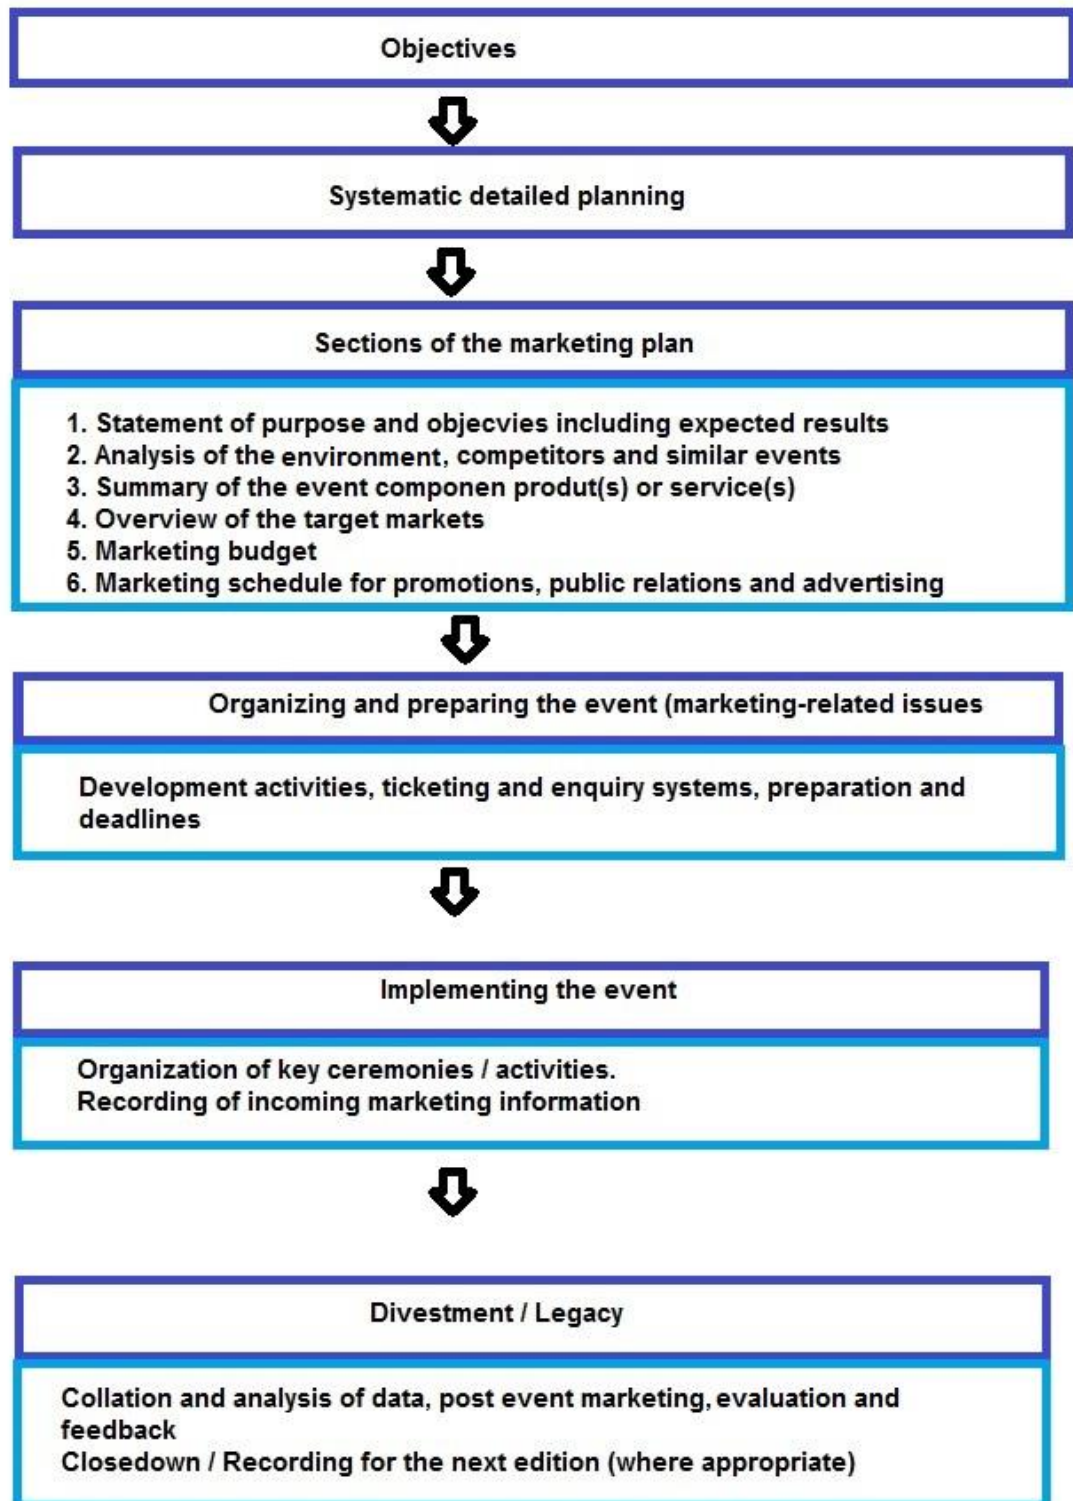 Objectives
Systematic detailed planning
Sections of the marketing plan
1. Statement of purpose and objecvies including expected results
2. Analysis of the environment, competitors and similar events
3. Summary of the event componen produt(s) or service(s)
4. Overview of the target markets
5. Marketing budget
6. Marketing schedule for promotions, public relations and advertising
Organizing and preparing the event (marketing-related issues
Development activities, ticketing and enquiry systems, preparation and
deadlines
Implementing the event
Organization of key ceremonies / activities.
Recording of incoming marketing information
Divestment / Legacy
Collation and analysis of data, post event marketing, evaluation and
feedback
Closedown / Recording for the next edition (where appropriate)